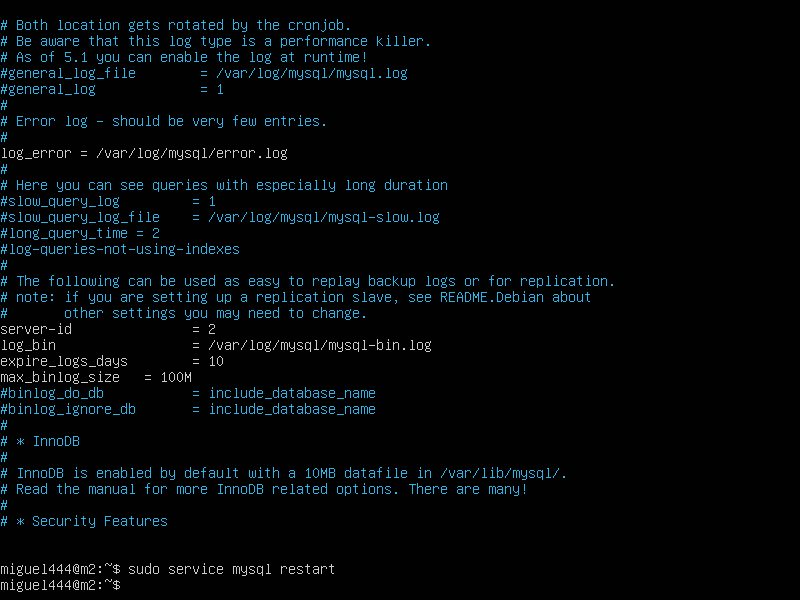 # Both location gets rotated by the cronjob.
# Be aware that this log type is a performance killer.
# As of 5.1 you can enable the log at runtime!
#general_log_file        = /var/log/mysql/mysql.log
#general_log             = 1
#
# Error log - should be very few entries.
#
log_error = /var/log/mysql/error.log
#
# Here you can see queries with especially long duration
#slow_query_log         = 1
#slow_query_log_file    = /var/log/mysql/mysql-slow.log
#long_query_time = 2
#log-queries-not-using-indexes
#
# The following can be used as easy to replay backup logs or for replication.
# note: if you are setting up a replication slave, see README.Debian about
#       other settings you may need to change.
server-id               = 2
log_bin                 = /var/log/mysql/mysql-bin.log
expire_logs_days        = 10
max_binlog_size   = 100M
#binlog_do_db           = include_database_name
#binlog_ignore_db       = include_database_name
#
# * InnoDB
#
# InnoDB is enabled by default with a 10MB datafile in /var/lib/mysql/.
# Read the manual for more InnoDB related options. There are many!
#
# * Security Features
miguel444@m2:~$ sudo service mysql restart
miguel444@m2:~$